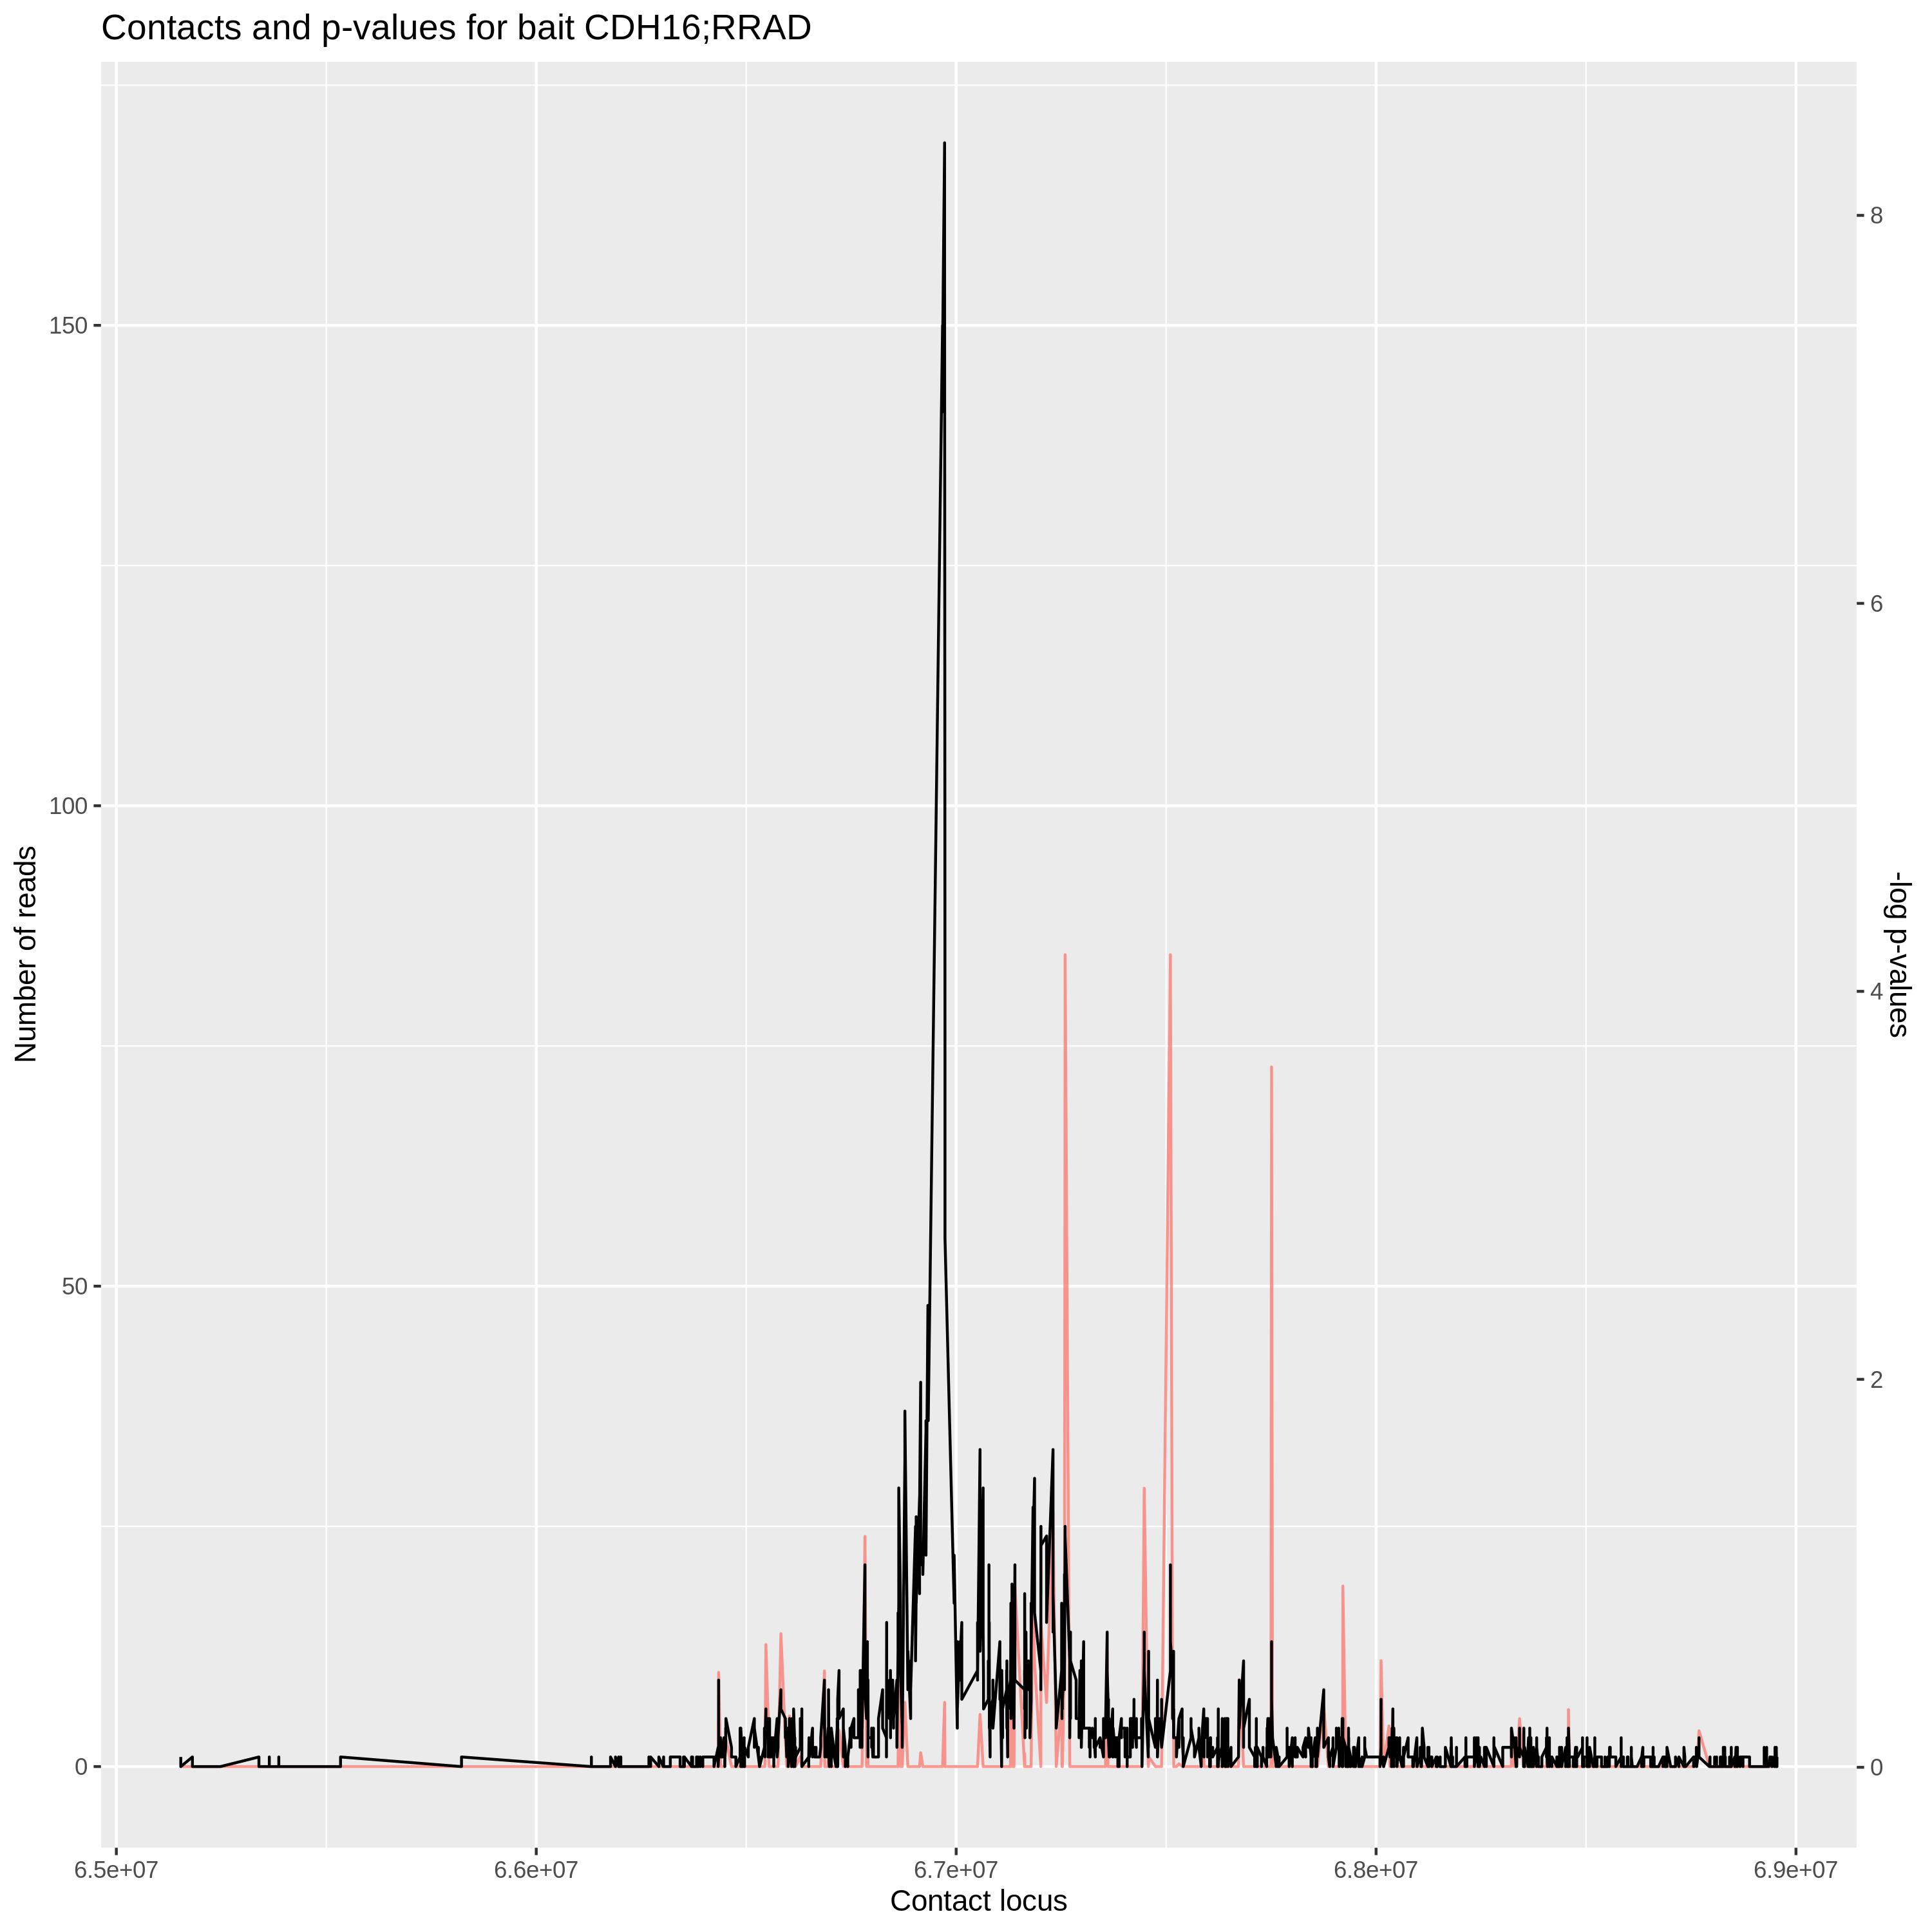 Contacts and p-values for bait CDH16;RRAD
Number of reads
150
100
50
0
8
6
4
2
0
-log p-values
6.5e+07
6.6e+07
6.7e+07
6.8e+07
6.9e+07
Contact locus